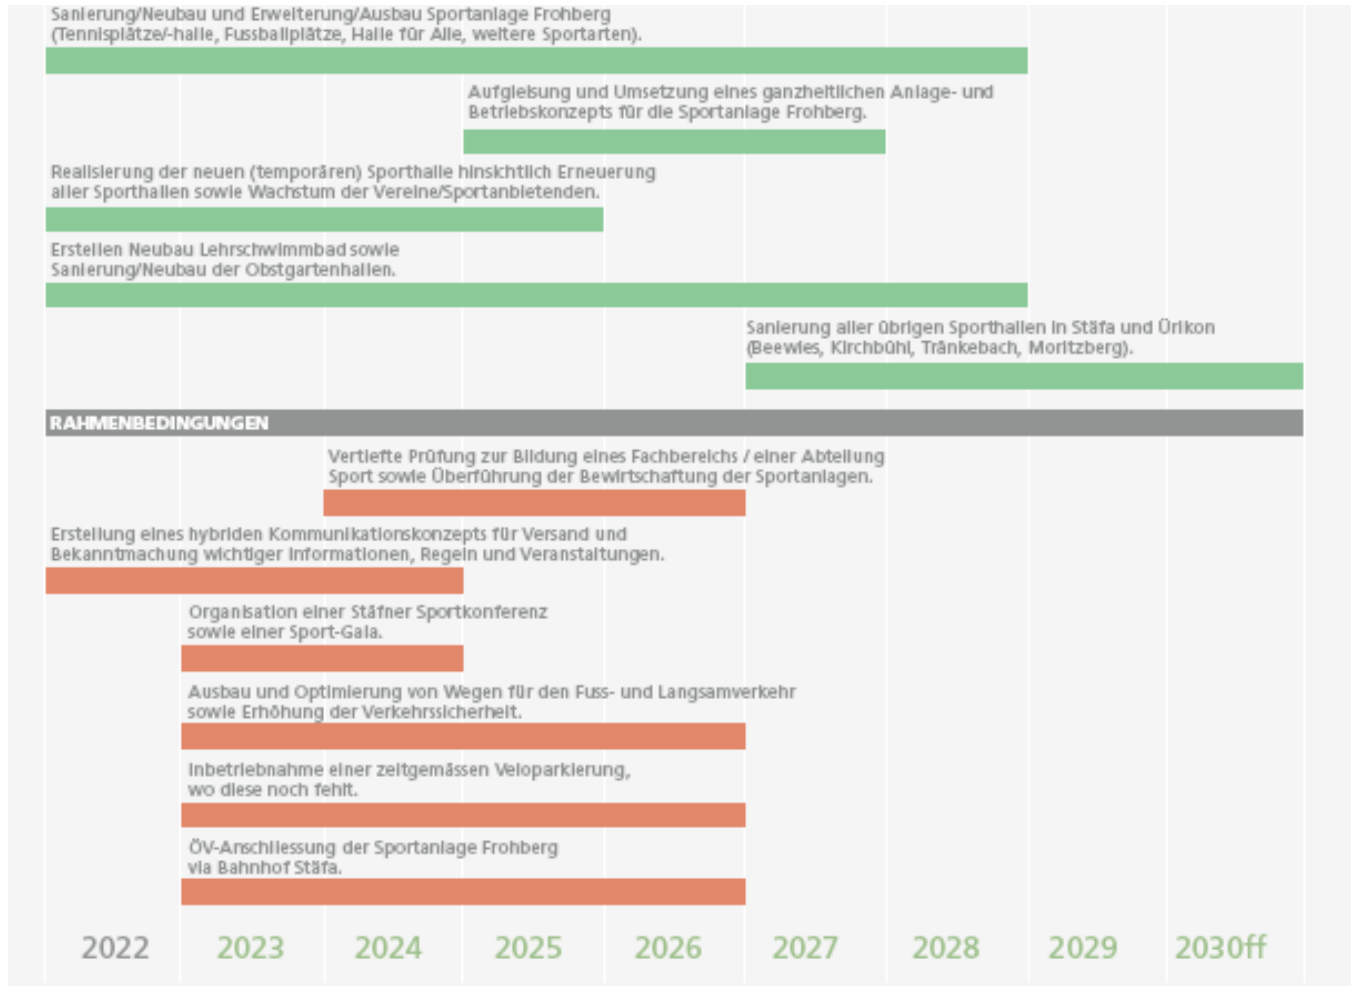 Sanierung/Neubau und Erweiterung/Ausbau Sportanlage Frohberg
(Tennisplätze/-halle, Fussballplätze, Halle für Alle, weitere Sportarten).
Aufgleisung und Umsetzung eines ganzheitlichen Anlage- und
Betriebskonzepts für die Sportanlage Frohberg.
Realisierung der neuen (temporären) Sporthalle hinsichtlich Erneuerung
aller Sporthallen sowie Wachstum der Vereine/Sportanbietenden.
Erstellen Neubau Lehrschwimmbad sowie
Sanierung/Neubau der Obstgartenhallen.
Sanierung aller übrigen Sporthallen in Stäfa und Ürikon
(Beewies, Kirchbühl, Tränkebach, Moritzberg).
RAHMENBEDINGUNGEN
Vertiefte Prüfung zur Bildung eines Fachbereichs / einer Abteilung
Sport sowie Überführung der Bewirtschaftung der Sportanlagen.
Erstellung eines hybriden Kommunikationskonzepts für Versand und
Bekanntmachung wichtiger Informationen, Regeln und Veranstaltungen.
Organisation einer Stäfner Sportkonferenz
sowie einer Sport-Gala.
Ausbau und Optimierung von Wegen für den Fuss- und Langsamverkehr
sowie Erhöhung der Verkehrssicherheit.
Inbetriebnahme einer zeitgemässen Veloparkierung,
wo diese noch fehlt.
ÖV-Anschliessung der Sportanlage Frohberg
via Bahnhof Stäfa.
2022 2023 2024 2025 2026 2027 2028 2029 2030ff